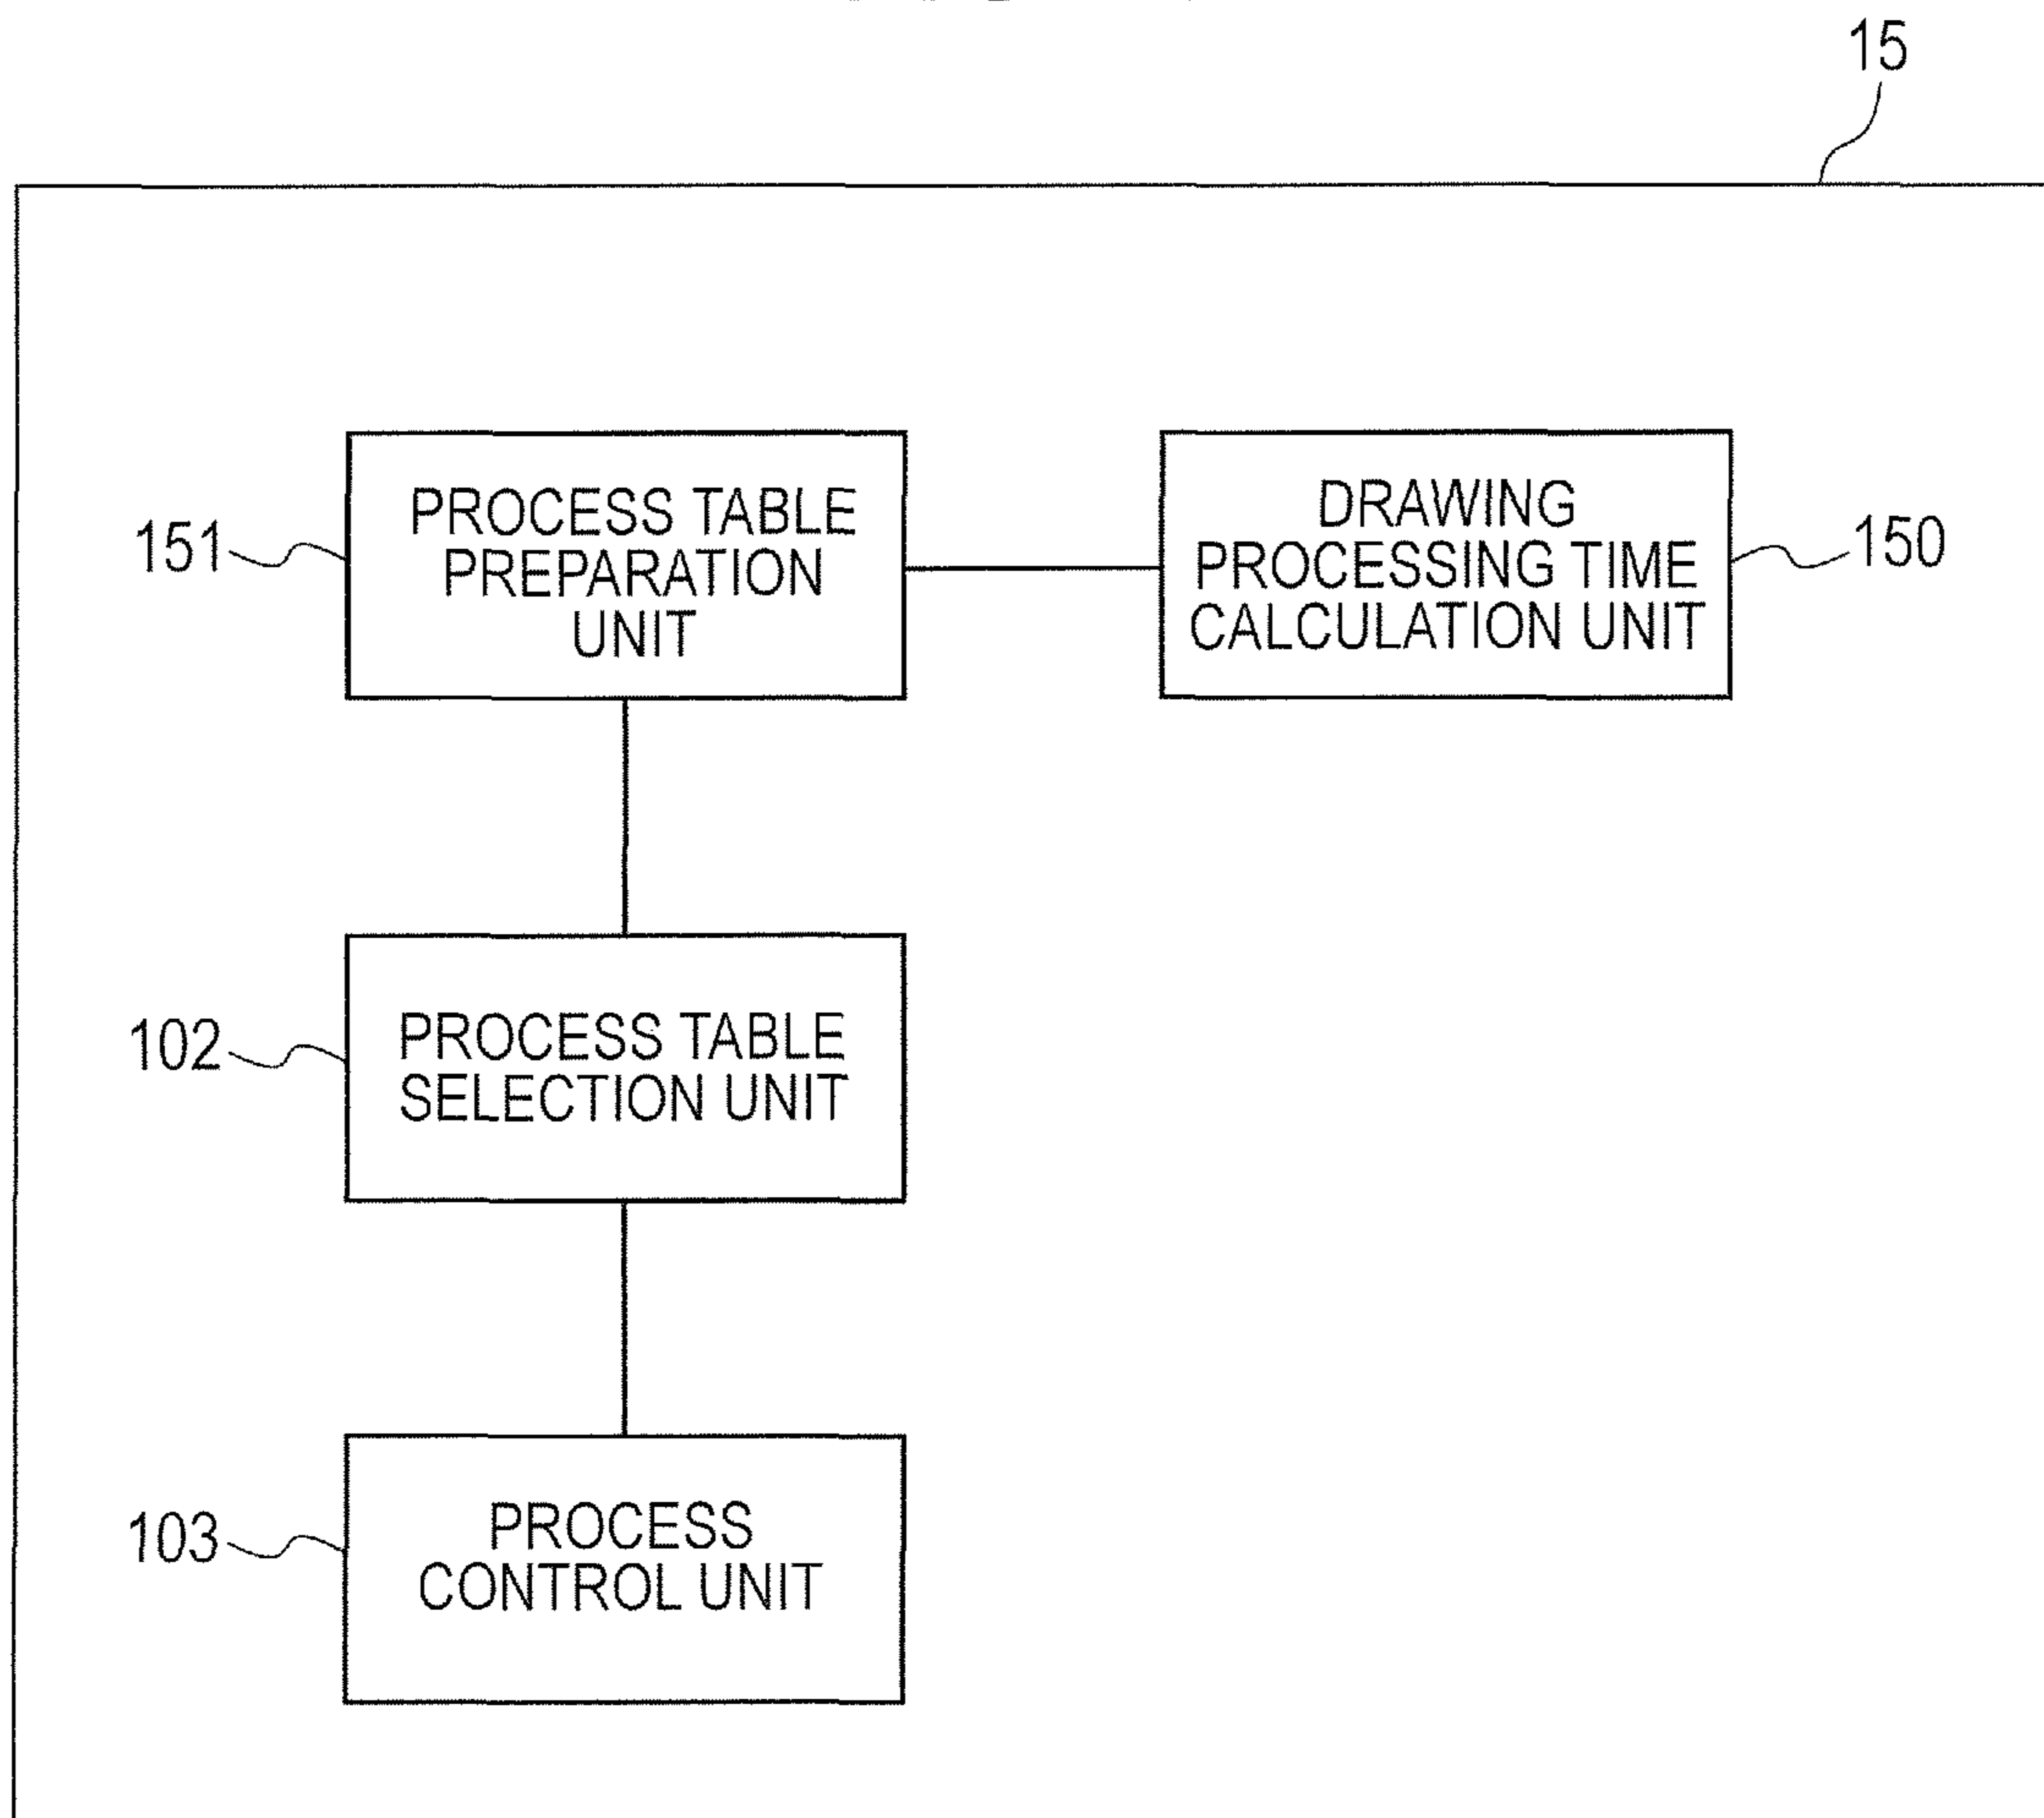 15
151
PROCESS TABLE
PREPARATION
UNIT
DRAWING
PROCESSING TIME
CALCULATION UNIT
150
102
PROCESS TABLE
SELECTION UNIT
103
PROCESS
CONTROL UNIT